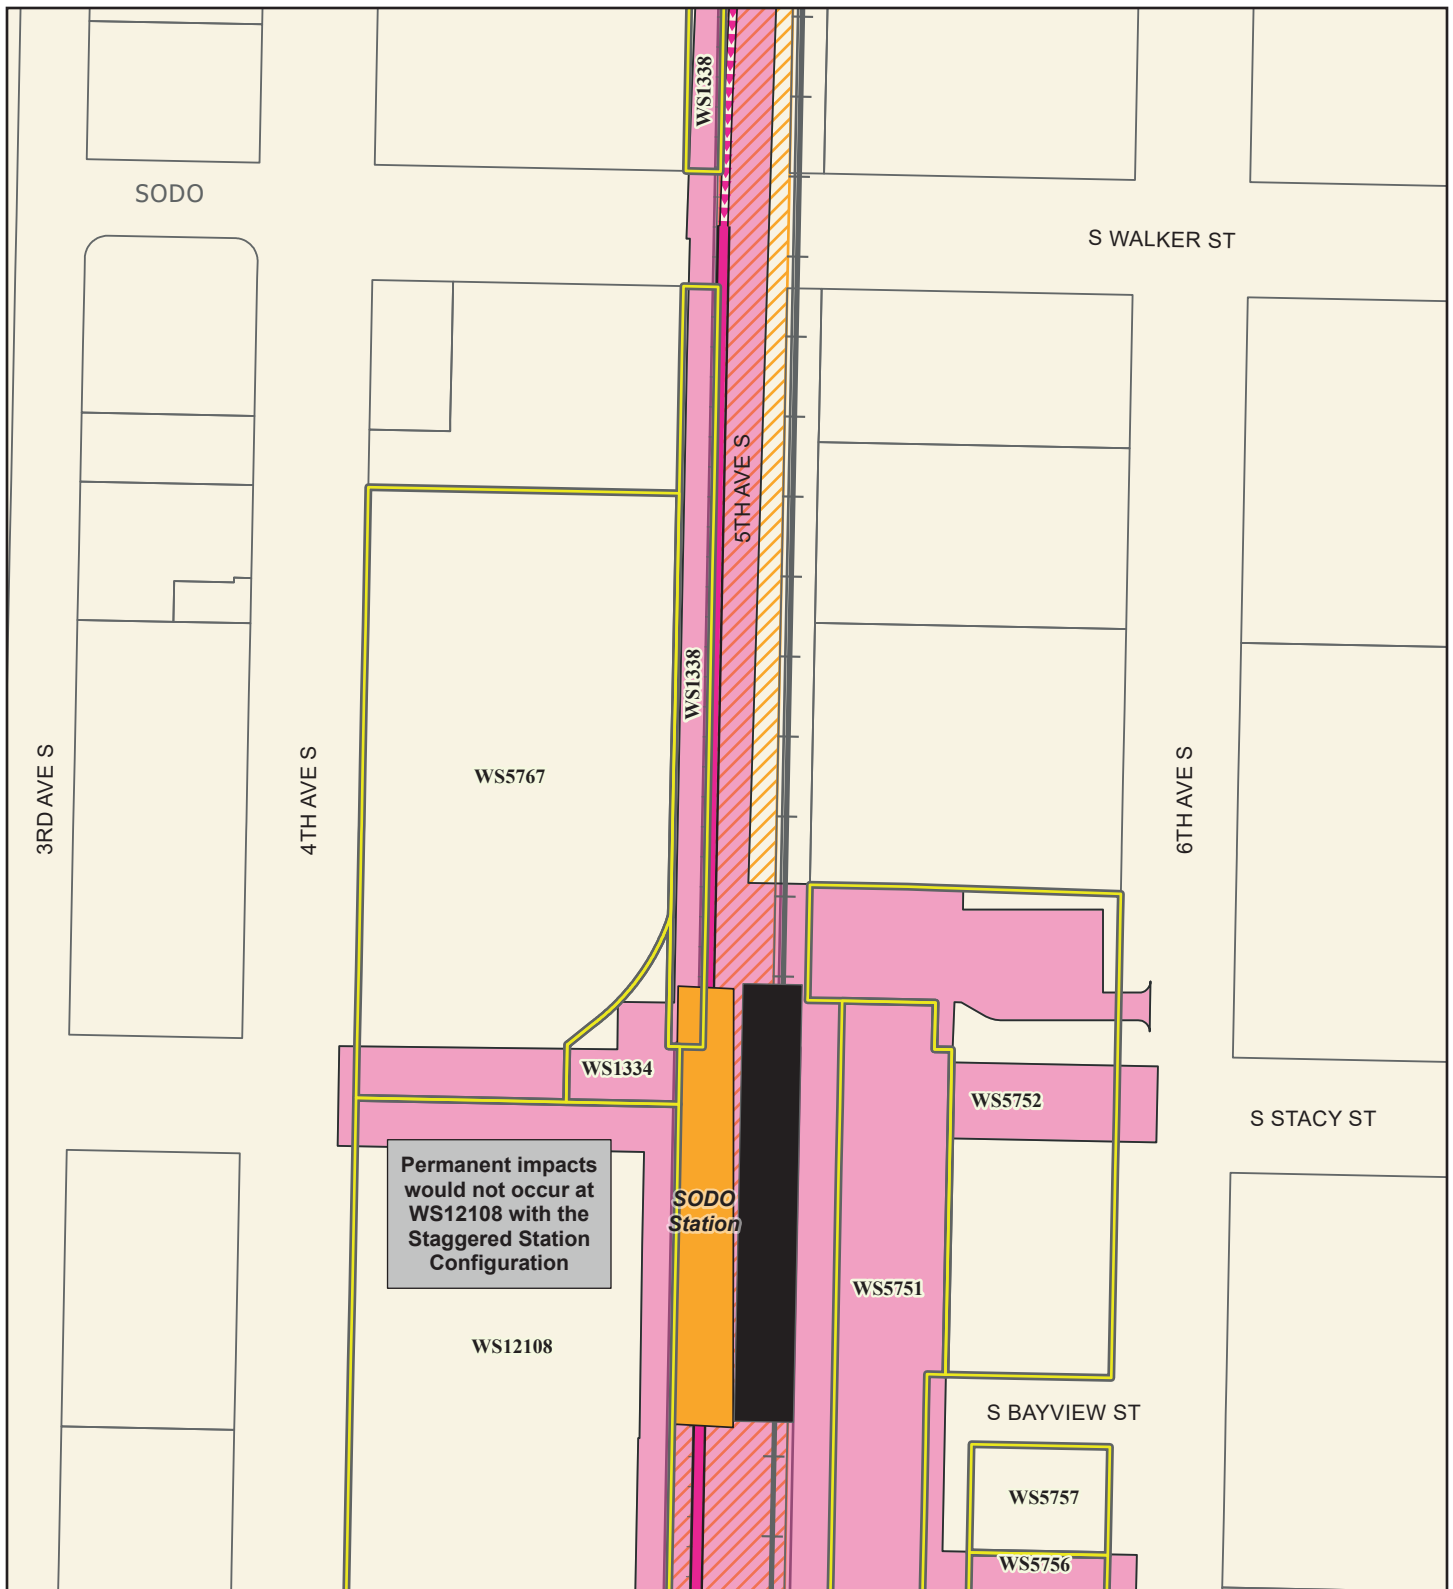 WS1338
SODO
S WALKER ST
5TH AVE S
WS1338
WS5767
3RD AVE S
4TH AVE S
6TH AVE S
WS1334
WS5752
S STACY ST
Permanent impacts
would not occur at
WS12108 with the
Staggered Station
Configuration
SODO
Station
WS5751
WS12108
S BAYVIEW ST
WS5757
WS5756